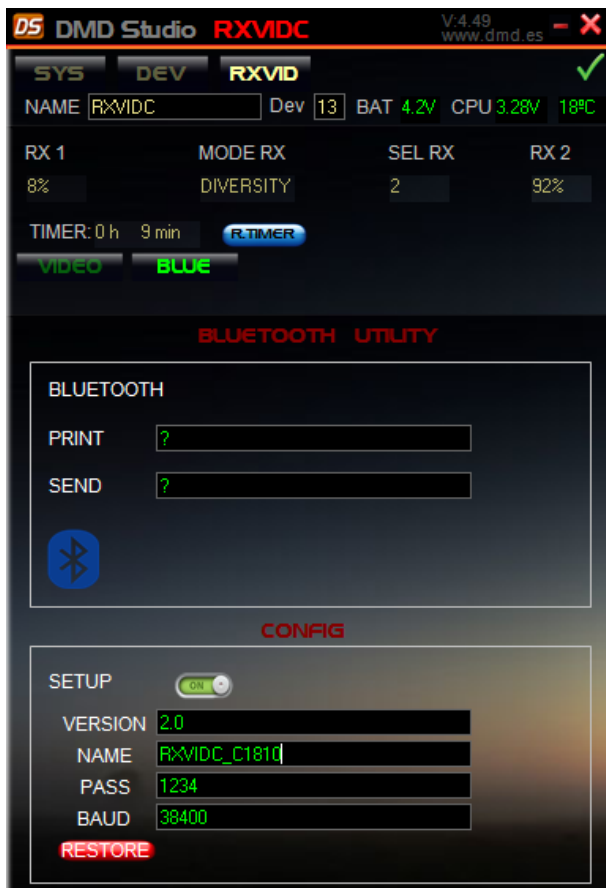 DS DMD Studio RXVIDC V:4.49
www.dmd.es
SYS DEV RXVID
NAME RXVIDC Dev 13 BAT 4.2V CPU 3.28V 18ºC
RX 1 MODE RX SEL RX RX 2
8% DIVERSITY 2 92%
TIMER: 0 h 9 min R.TIMER
VIDEO BLUE
BLUETOOTH UTILITY
BLUETOOTH
PRINT ?
SEND ?
CONFIG
SETUP ON
VERSION 2.0
NAME RXVIDC_C1810
PASS 1234
BAUD 38400
RESTORE